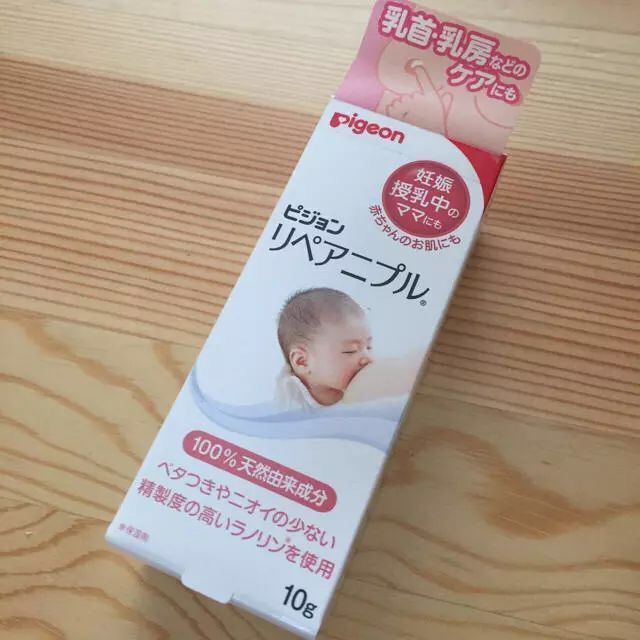 乳首・乳房などの
ケアにも
Pigeon
妊娠
授乳中の
ママにも
赤ちゃんのお肌にも
ピジョン
リペアニプル®
100%天然由来成分
ベタつきやニオイの少ない
精製度の高いラノリン※を使用
※保湿剤
10g